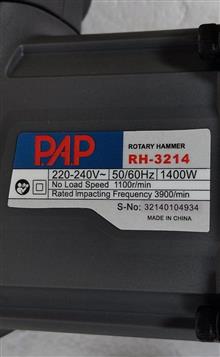 PAP
ROTARY HAMMER
RH-3214
220-240V~ 50/60Hz 1400W
No Load Speed 1100r/min
Rated Impacting Frequency 3900/min
S-No: 32140104934
MADE IN CHINA